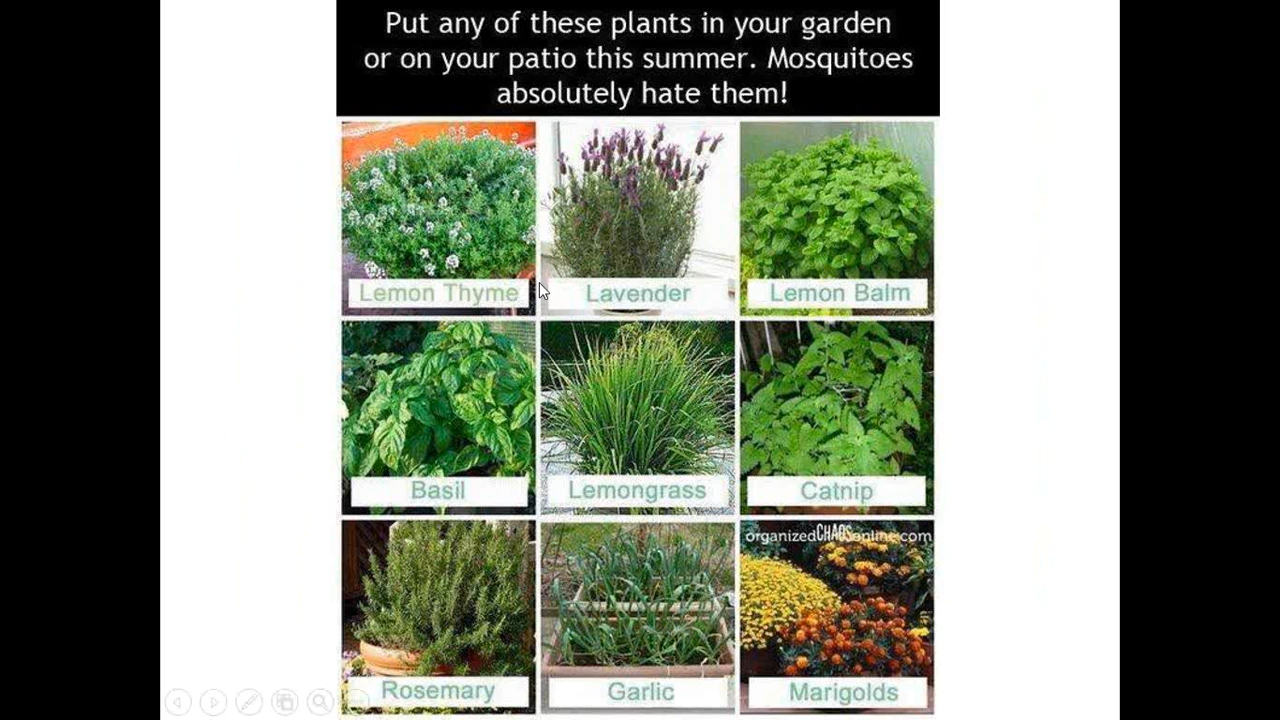 Put any of these plants in your garden
or on your patio this summer. Mosquitoes
absolutely hate them!
Lemon Thyme
Lavender
Lemon Balm
Basil
Lemongrass
Catnip
organizedCHAOSonline.com
Rosemary
Garlic
Marigolds